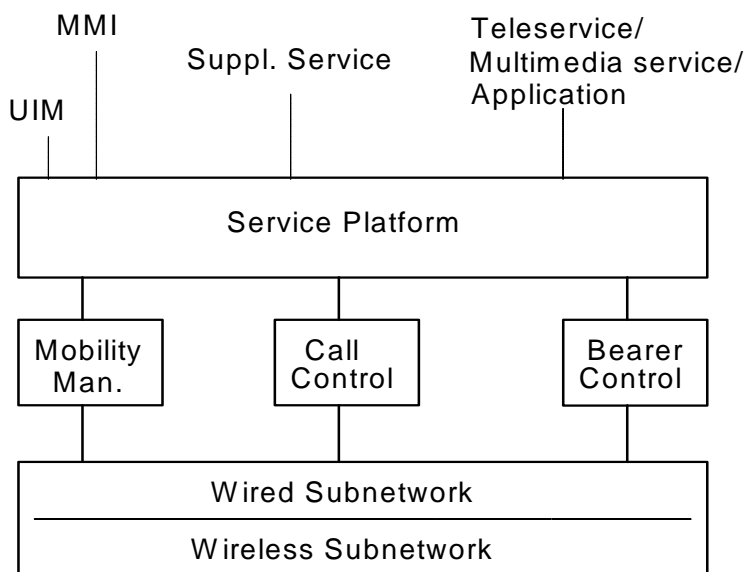 MMI
UIM
Suppl. Service
Teleservice/
Multimedia service/
Application
Service Platform
Mobility
Man.
Call
Control
Bearer
Control
Wired Subnetwork
Wireless Subnetwork